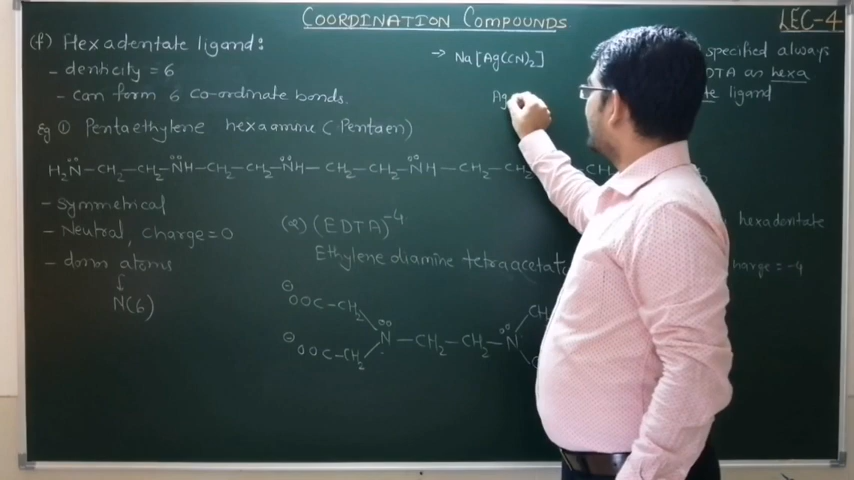 COORDINATION COMPOUNDS
LEC-4
(f) Hexadentate ligand:
- denticity = 6
- can form 6 co-ordinate bonds.
Eg ① Pentaethylene hexaamine (Pentaen)
H₂N̈-CH₂-CH₂-N̈H-CH₂-CH₂-N̈H-CH₂-CH₂-N̈H-CH₂-CH₂
- Symmetrical
- Neutral, charge=0
- donor atoms
↓
N(6)
(2) (EDTA)⁻⁴
Ethylene diamine tetraacetato
⊖OOC-CH₂
N̈-CH₂-CH₂-N̈
⊖OOC-CH₂
→ Na[Ag(CN)₂]
Ag
specified always
EDTA as hexa
ligand
hexadentate
charge = -4